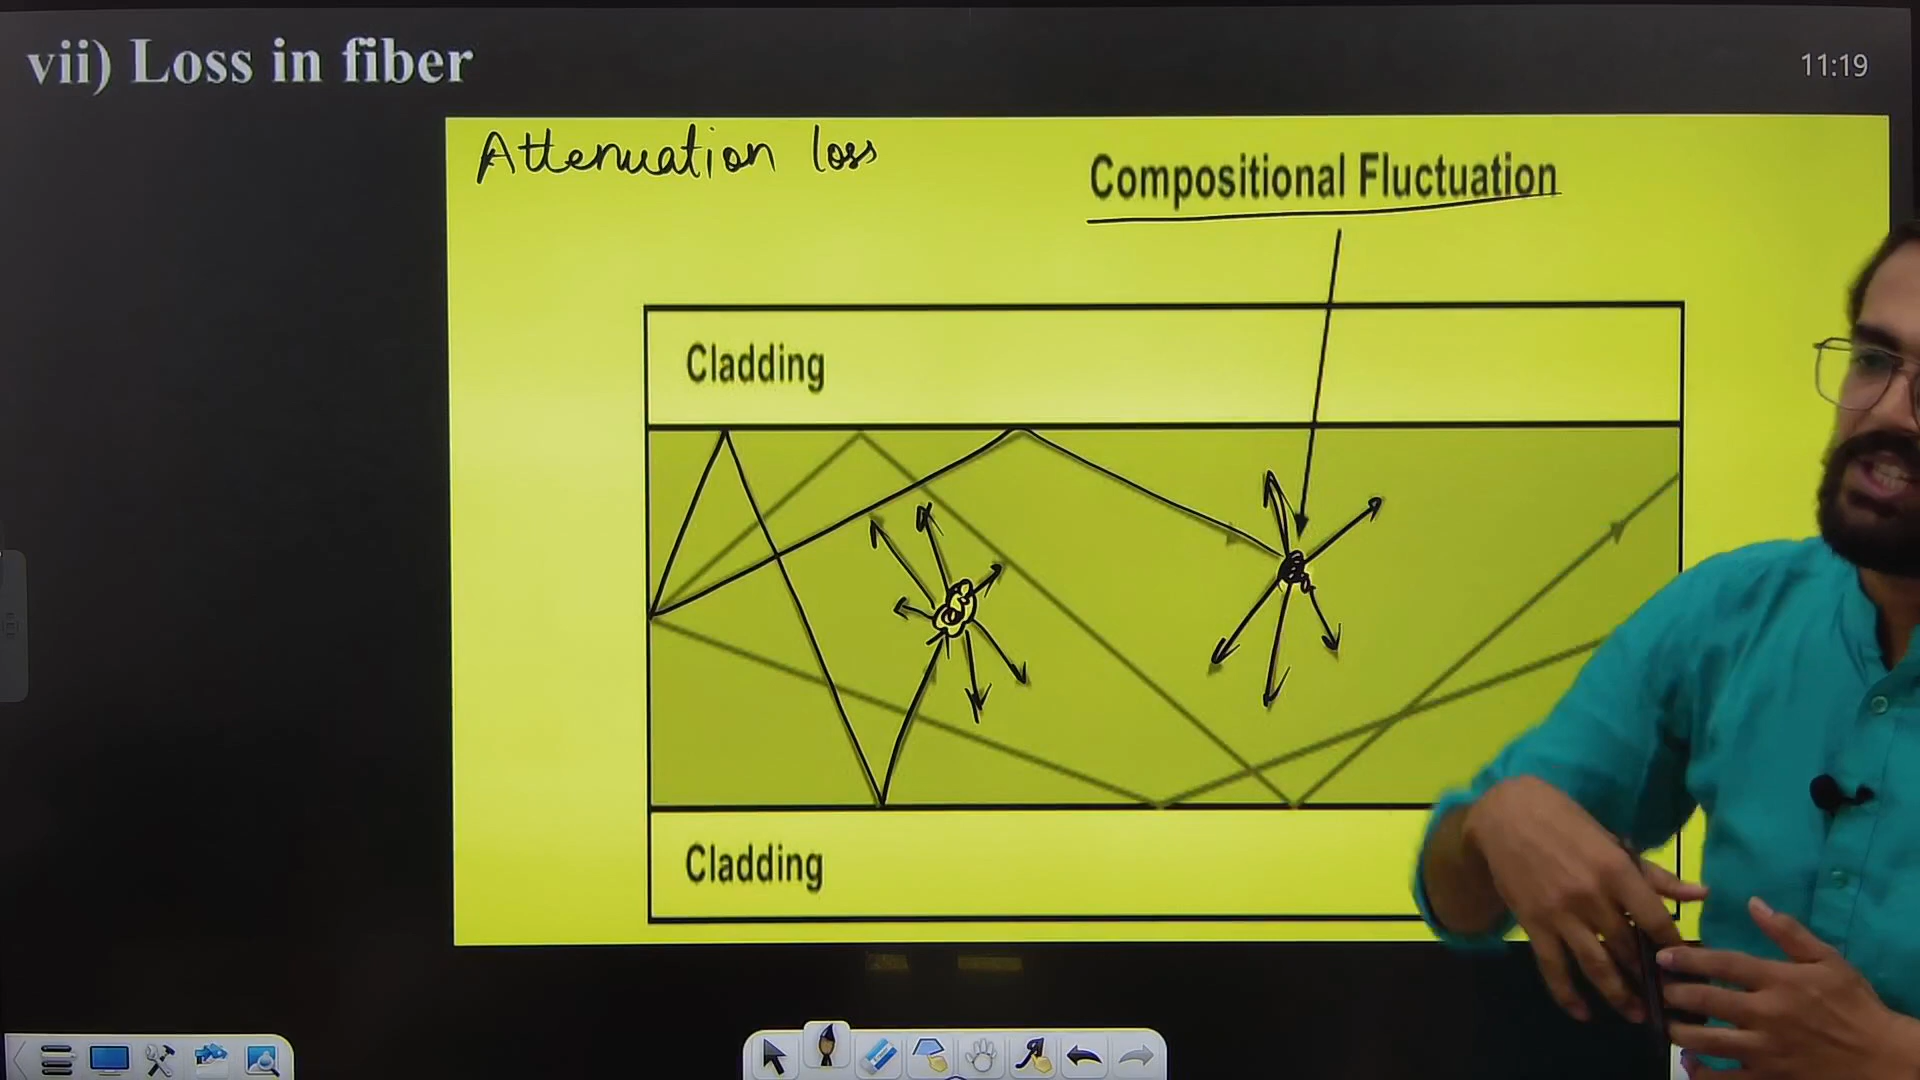 vii) Loss in fiber
11:19
Attenuation loss
Compositional Fluctuation
Cladding
Cladding